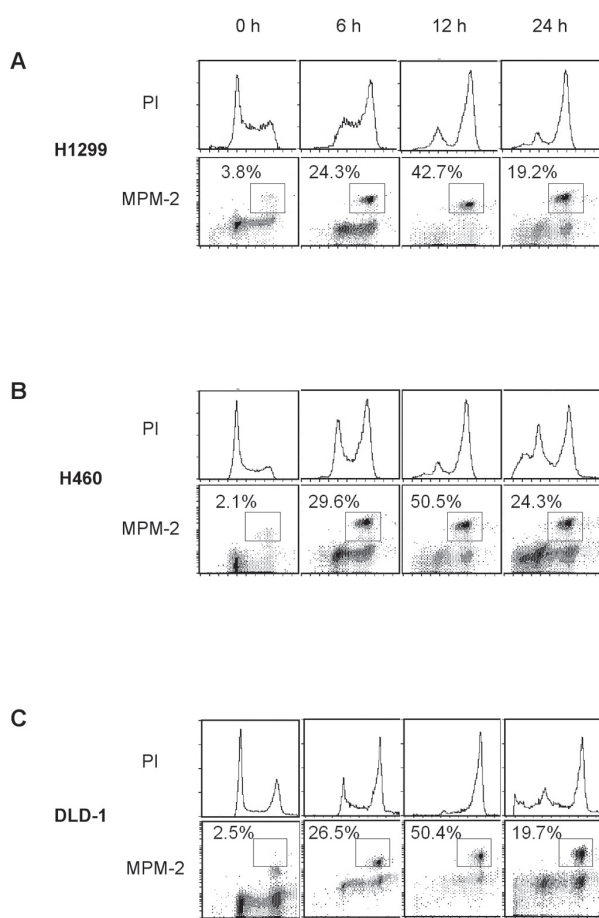 0 h 6 h 12 h 24 h
A
PI
H1299
3.8% 24.3% 42.7% 19.2%
MPM-2
B
PI
H460
2.1% 29.6% 50.5% 24.3%
MPM-2
C
PI
DLD-1
2.5% 26.5% 50.4% 19.7%
MPM-2